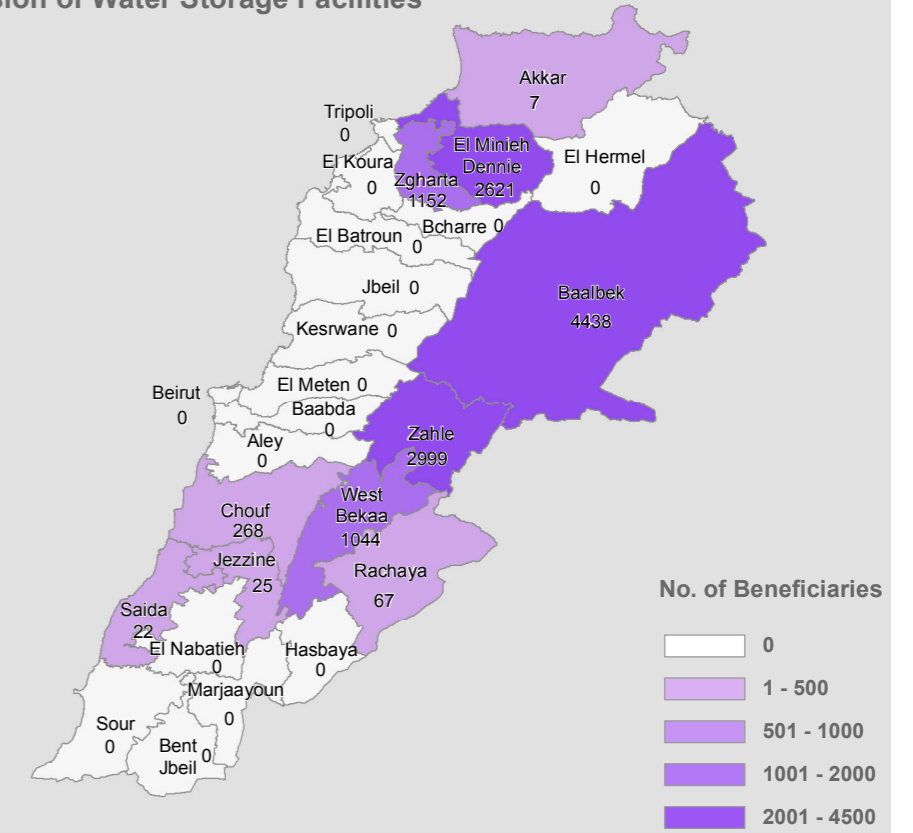 of Water Storage Facilities
Akkar
7
Tripoli
0
El Koura
0
Zgharta
1152
El Minieh
Dennie
2621
El Hermel
0
El Batroun
0
Bcharre 0
Jbeil 0
Baalbek
4438
Kesrwane 0
El Meten 0
Beirut
0
Baabda
0
Aley
0
Zahle
2999
Chouf
268
West
Bekaa
1044
Jezzine
25
Rachaya
67
Saida
22
El Nabatieh
0
Hasbaya
0
Marjaayoun
0
Sour
0
Bent
Jbeil
0
No. of Beneficiaries
0
1 - 500
501 - 1000
1001 - 2000
2001 - 4500